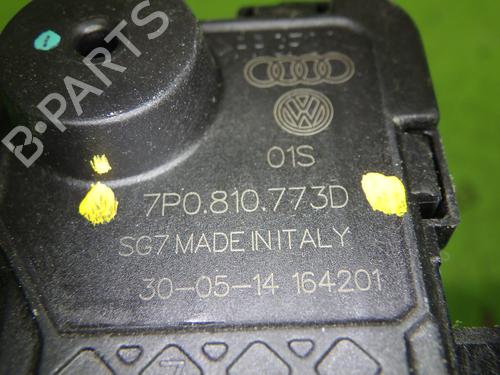 01S
7P0.810.773D
SG7 MADE IN ITALY
30-05-14 164201
B-PARTS